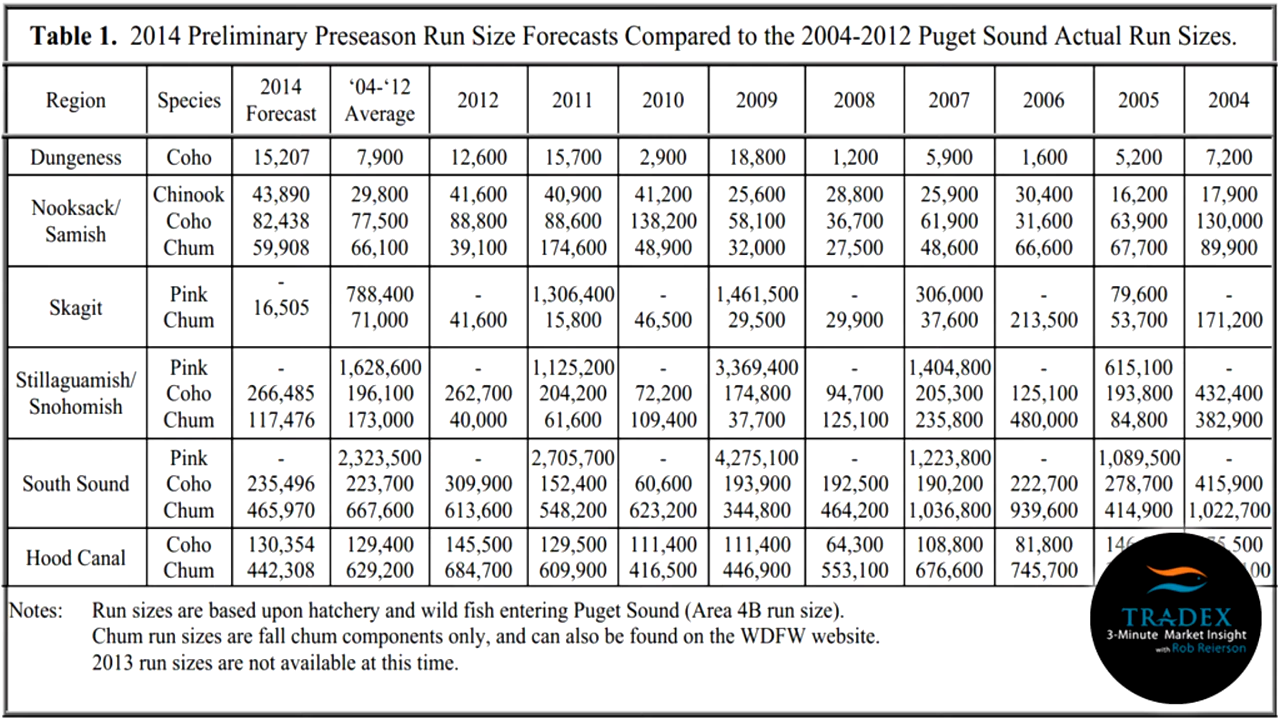 Table 1. 2014 Preliminary Preseason Run Size Forecasts Compared to the 2004-2012 Puget Sound Actual Run Sizes.
Region Species 2014 Forecast ‘04-‘12 Average 2012 2011 2010 2009 2008 2007 2006 2005 2004
Dungeness Coho 15,207 7,900 12,600 15,700 2,900 18,800 1,200 5,900 1,600 5,200 7,200
Nooksack/ Samish
Chinook 43,890 29,800 41,600 40,900 41,200 25,600 28,800 25,900 30,400 16,200 17,900
Coho 82,438 77,500 88,800 88,600 138,200 58,100 36,700 61,900 31,600 63,900 130,000
Chum 59,908 66,100 39,100 174,600 48,900 32,000 27,500 48,600 66,600 67,700 89,900
Skagit
Pink - 788,400 - 1,306,400 - 1,461,500 - 306,000 - 79,600 -
Chum 16,505 71,000 41,600 15,800 46,500 29,500 29,900 37,600 213,500 53,700 171,200
Stillaguamish/ Snohomish
Pink - 1,628,600 - 1,125,200 - 3,369,400 - 1,404,800 - 615,100 -
Coho 266,485 196,100 262,700 204,200 72,200 174,800 94,700 205,300 125,100 193,800 432,400
Chum 117,476 173,000 40,000 61,600 109,400 37,700 125,100 235,800 480,000 84,800 382,900
South Sound
Pink - 2,323,500 - 2,705,700 - 4,275,100 - 1,223,800 - 1,089,500 -
Coho 235,496 223,700 309,900 152,400 60,600 193,900 192,500 190,200 222,700 278,700 415,900
Chum 465,970 667,600 613,600 548,200 623,200 344,800 464,200 1,036,800 939,600 414,900 1,022,700
Hood Canal
Coho 130,354 129,400 145,500 129,500 111,400 111,400 64,300 108,800 81,800
Chum 442,308 629,200 684,700 609,900 416,500 446,900 553,100 676,600 745,700
Notes: Run sizes are based upon hatchery and wild fish entering Puget Sound (Area 4B run size).
Chum run sizes are fall chum components only, and can also be found on the WDFW website.
2013 run sizes are not available at this time.
TRADEX
3-Minute Market Insight
with Rob Reierson